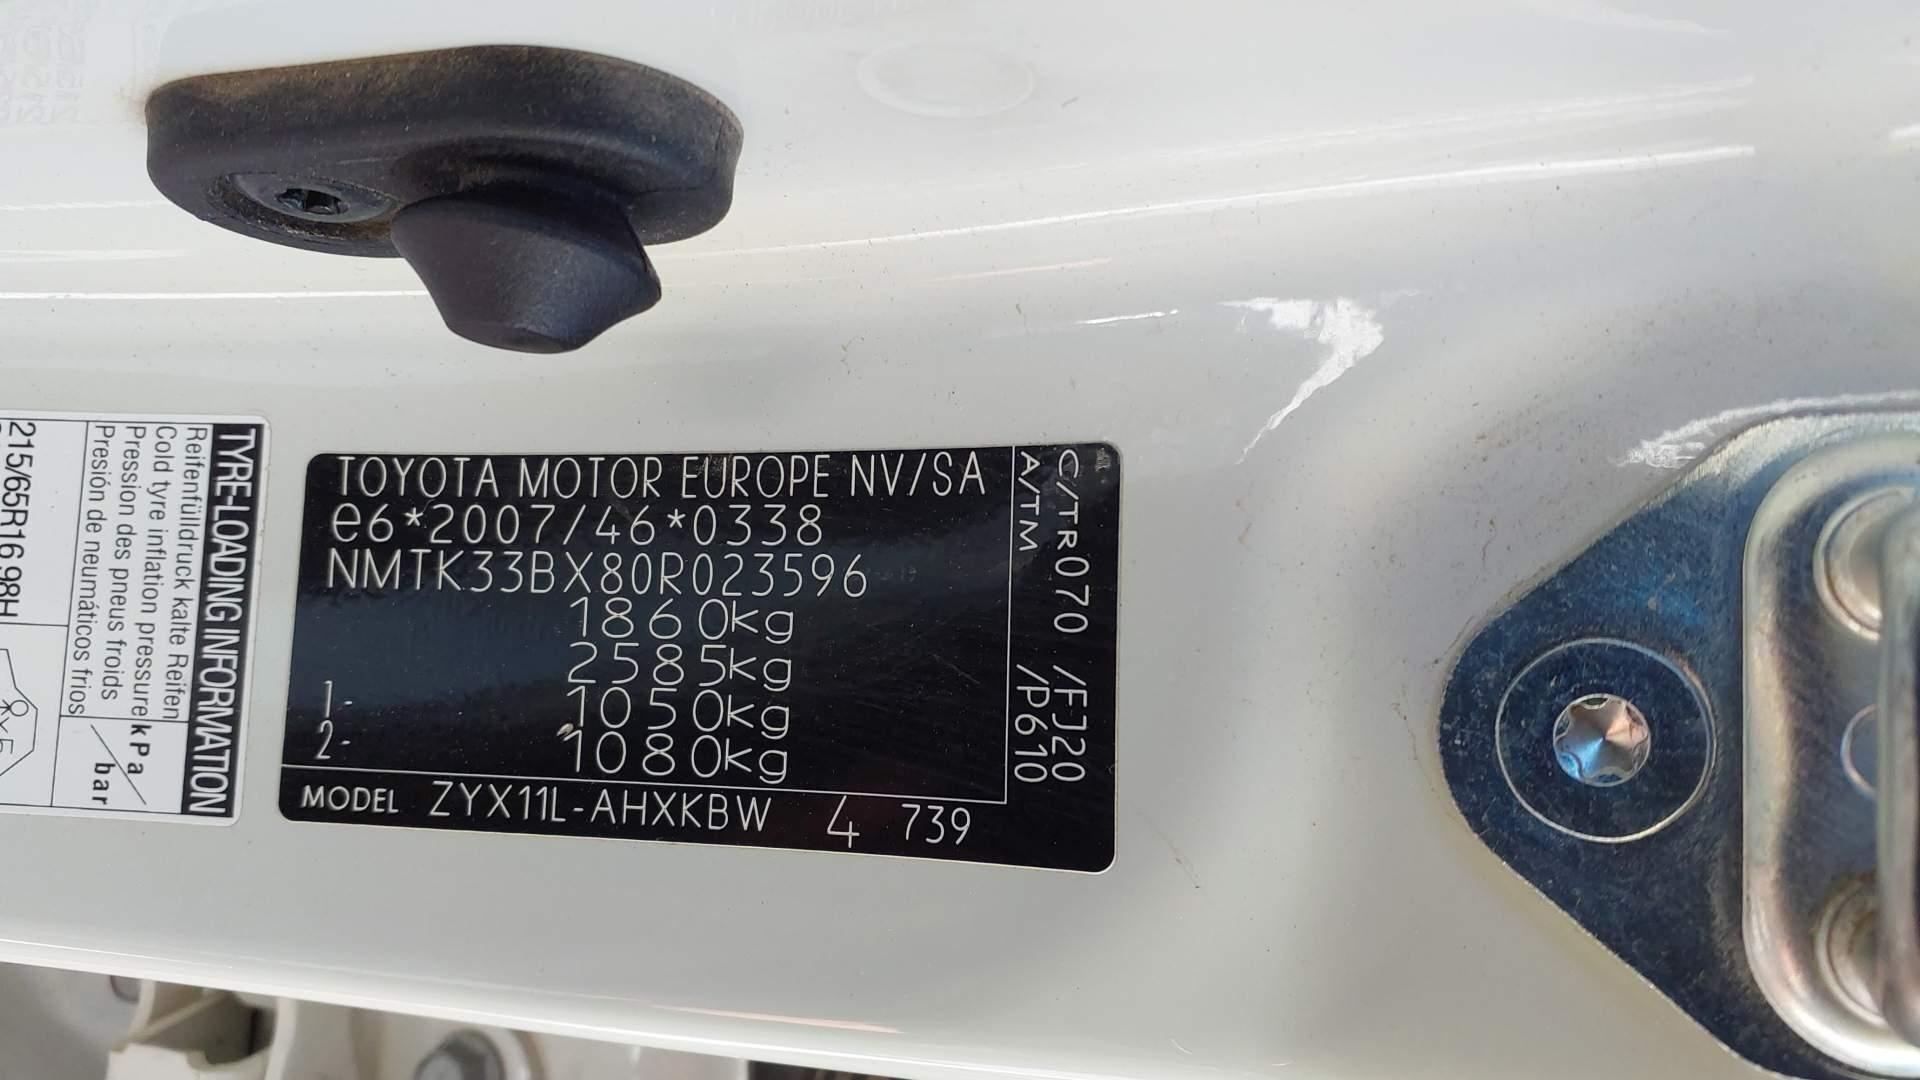 TOYOTA MOTOR EUROPE NV/SA
e6*2007/46*0338
NMTK33BX80R023596
1860kg
2585kg
1- 1050kg
2- 1080kg
MODEL ZYX11L-AHXKBW 4 739
C/TR070 /FJ20
A/TM /P610
TYRE-LOADING INFORMATION
Reifenfülldruck kalte Reifen
Cold tyre inflation pressure
Pression des pneus froids
Presión de neumáticos fríos
kPa/bar
215/65R16 98H
x5